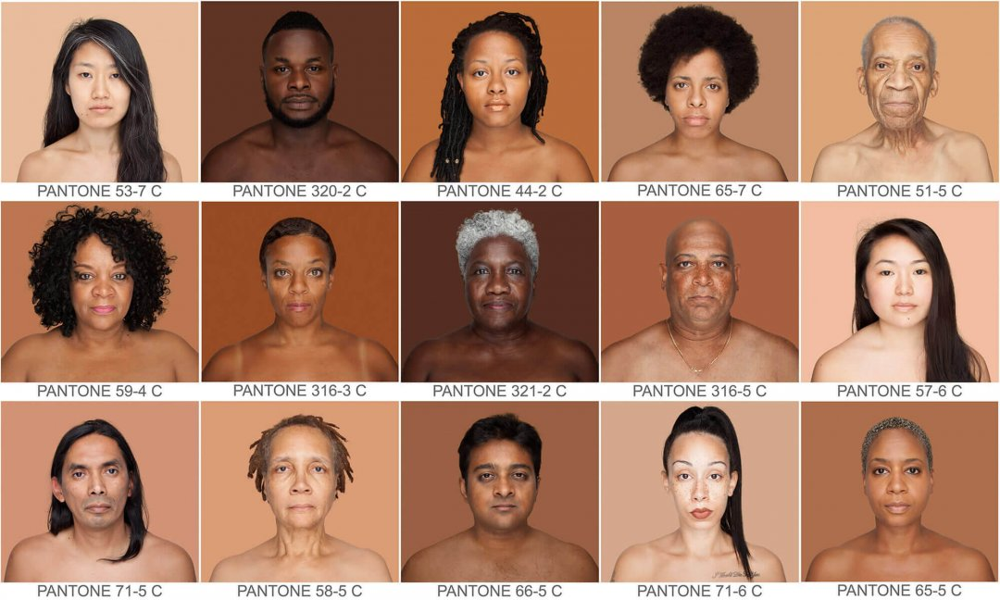 PANTONE 53-7 C
PANTONE 320-2 C
PANTONE 44-2 C
PANTONE 65-7 C
PANTONE 51-5 C
PANTONE 59-4 C
PANTONE 316-3 C
PANTONE 321-2 C
PANTONE 316-5 C
PANTONE 57-6 C
PANTONE 71-5 C
PANTONE 58-5 C
PANTONE 66-5 C
PANTONE 71-6 C
PANTONE 65-5 C